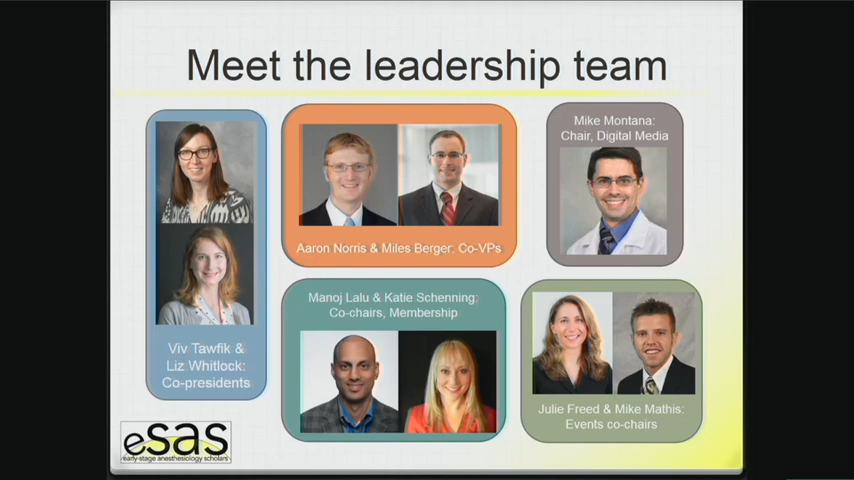 Meet the leadership team
Viv Tawfik &
Liz Whitlock:
Co-presidents
Aaron Norris & Miles Berger: Co-VPs
Mike Montana:
Chair, Digital Media
Manoj Lalu & Katie Schenning:
Co-chairs, Membership
Julie Freed & Mike Mathis:
Events co-chairs
esas
early-stage anesthesiology scholars